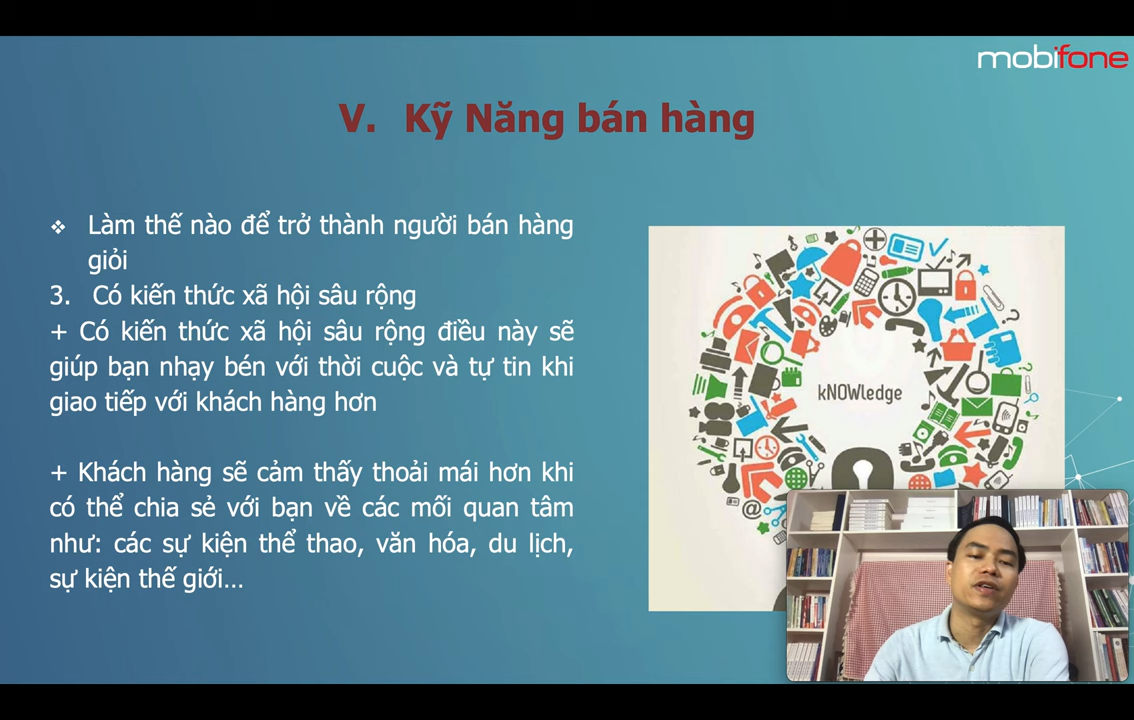 mobifone
V. Kỹ Năng bán hàng
❖ Làm thế nào để trở thành người bán hàng
giỏi
3. Có kiến thức xã hội sâu rộng
+ Có kiến thức xã hội sâu rộng điều này sẽ
giúp bạn nhạy bén với thời cuộc và tự tin khi
giao tiếp với khách hàng hơn
+ Khách hàng sẽ cảm thấy thoải mái hơn khi
có thể chia sẻ với bạn về các mối quan tâm
như: các sự kiện thể thao, văn hóa, du lịch,
sự kiện thế giới...
kNOWledge